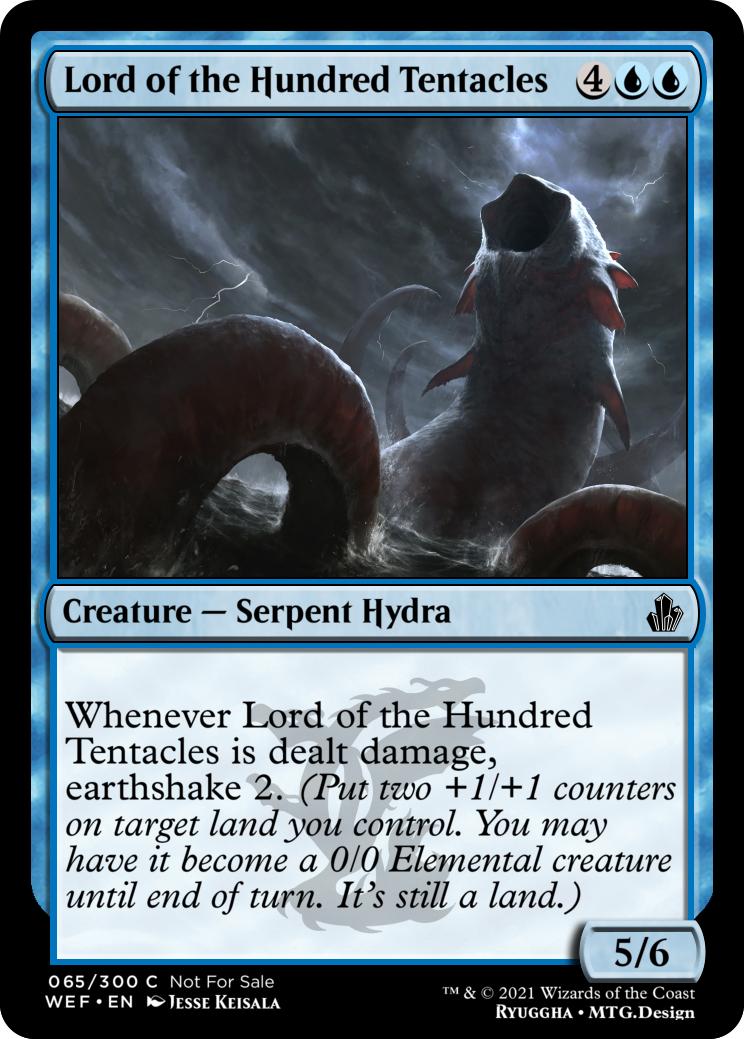 Lord of the Hundred Tentacles 4
Creature — Serpent Hydra
Whenever Lord of the Hundred
Tentacles is dealt damage,
earthshake 2. (Put two +1/+1 counters
on target land you control. You may
have it become a 0/0 Elemental creature
until end of turn. It's still a land.)
5/6
065/300 C Not For Sale
WEF • EN Jesse Keisala
™ & © 2021 Wizards of the Coast
Ryuggha • MTG.Design